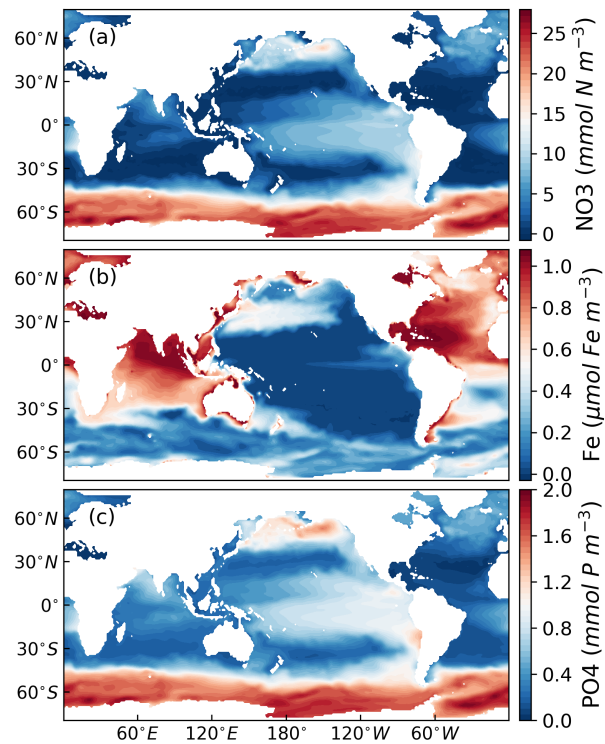 (a)
60°N
30°N
0°
30°S
60°S
25
20
15
10
5
0
NO3 (mmol N m⁻³)
(b)
60°N
30°N
0°
30°S
60°S
1.0
0.8
0.6
0.4
0.2
0.0
Fe (μmol Fe m⁻³)
(c)
60°N
30°N
0°
30°S
60°S
2.0
1.6
1.2
0.8
0.4
0.0
PO4 (mmol P m⁻³)
60°E 120°E 180° 120°W 60°W